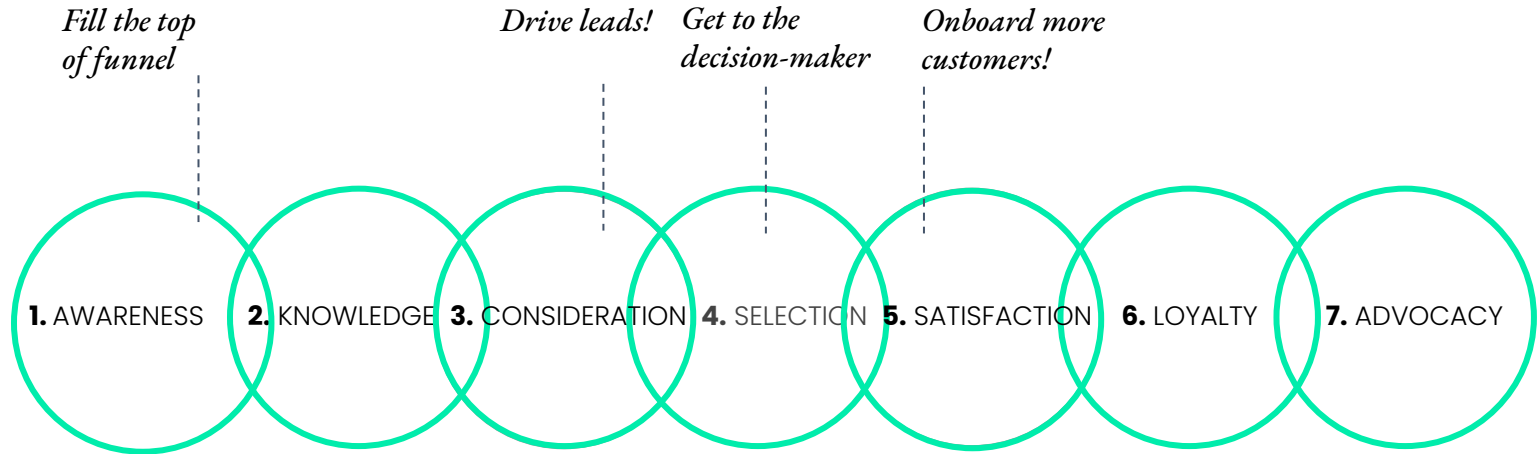 Fill the top
of funnel
Drive leads!
Get to the
decision-maker
Onboard more
customers!
1. AWARENESS
2. KNOWLEDGE
3. CONSIDERATION
4. SELECTION
5. SATISFACTION
6. LOYALTY
7. ADVOCACY